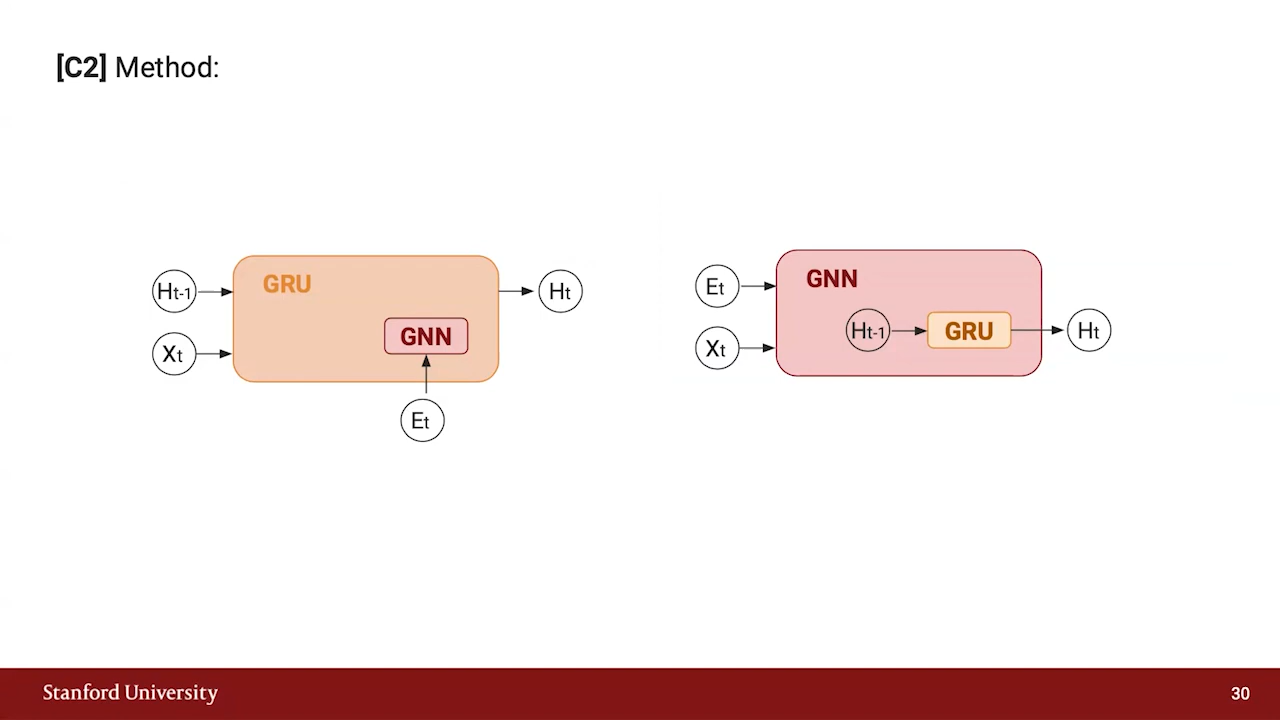 [C2] Method:
GRU
Ht-1
Xt
GNN
Et
Ht
GNN
Et
Xt
Ht-1
GRU
Ht
Stanford University
30